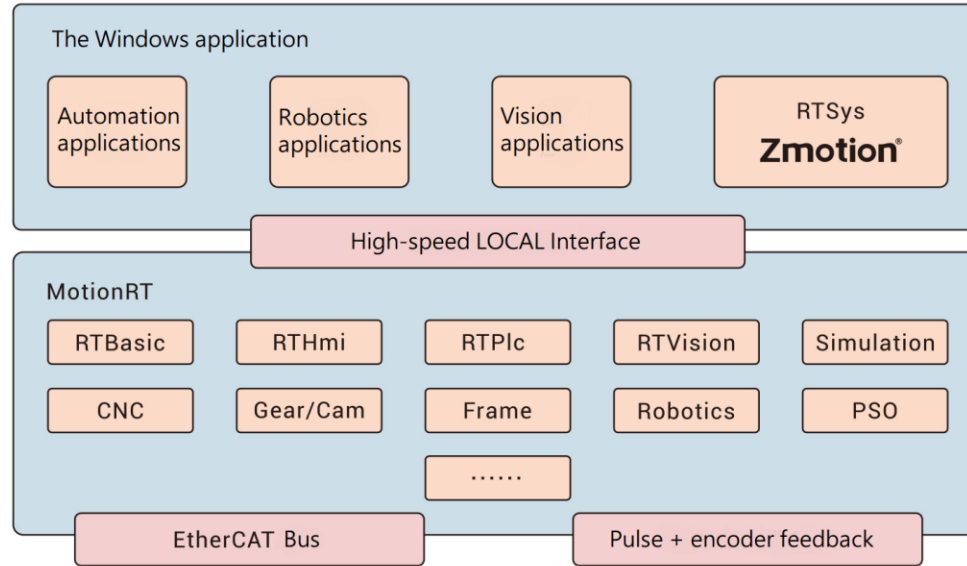 The Windows application
Automation
applications
Robotics
applications
Vision
applications
RTSys
Zmotion®
High-speed LOCAL Interface
MotionRT
RTBasic
RTHmi
RTPlc
RTVision
Simulation
CNC
Gear/Cam
Frame
Robotics
PSO
······
EtherCAT Bus
Pulse + encoder feedback